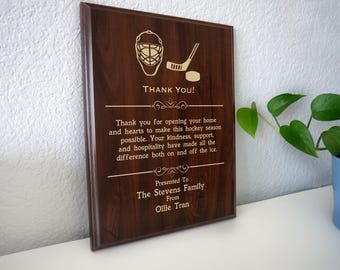 Thank You!
Thank you for opening your home
and hearts to make this hockey season
possible. Your kindness, support,
and hospitality have made all the
difference both on and off the ice.
Presented To
The Stevens Family
From
Ollie Tran